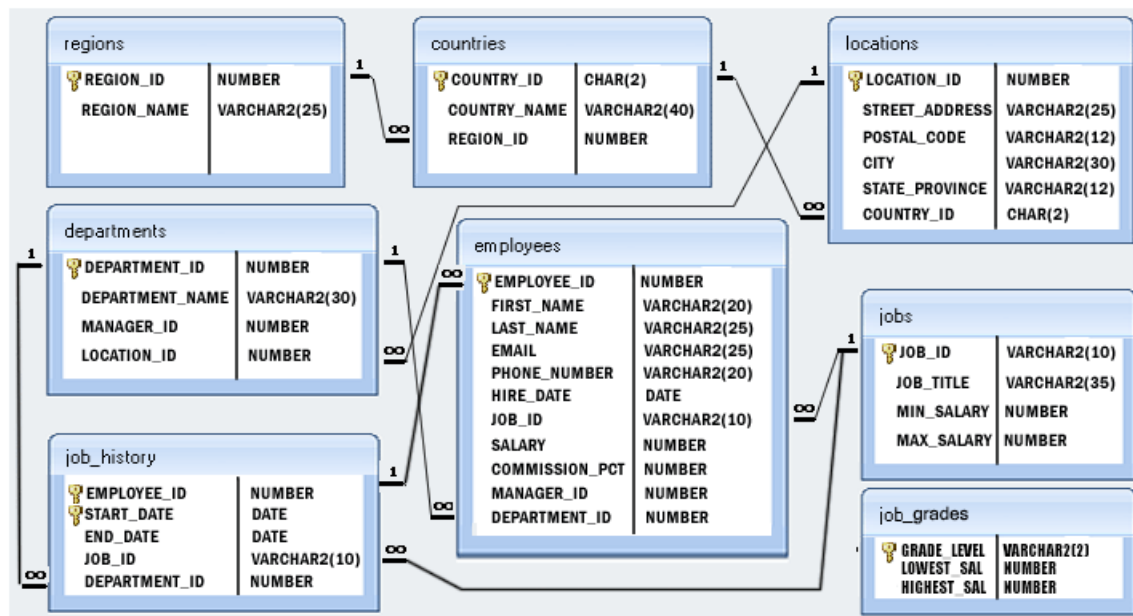 regions
REGION_ID NUMBER
REGION_NAME VARCHAR2(25)
1
∞
countries
COUNTRY_ID CHAR(2)
COUNTRY_NAME VARCHAR2(40)
REGION_ID NUMBER
1
∞
locations
1
LOCATION_ID NUMBER
STREET_ADDRESS VARCHAR2(25)
POSTAL_CODE VARCHAR2(12)
CITY VARCHAR2(30)
STATE_PROVINCE VARCHAR2(12)
COUNTRY_ID CHAR(2)
departments
1
DEPARTMENT_ID NUMBER
DEPARTMENT_NAME VARCHAR2(30)
MANAGER_ID NUMBER
LOCATION_ID NUMBER
1
∞
employees
∞
EMPLOYEE_ID NUMBER
FIRST_NAME VARCHAR2(20)
LAST_NAME VARCHAR2(25)
EMAIL VARCHAR2(25)
PHONE_NUMBER VARCHAR2(20)
HIRE_DATE DATE
JOB_ID VARCHAR2(10)
SALARY NUMBER
COMMISSION_PCT NUMBER
MANAGER_ID NUMBER
DEPARTMENT_ID NUMBER
∞
∞
jobs
1
JOB_ID VARCHAR2(10)
JOB_TITLE VARCHAR2(35)
MIN_SALARY NUMBER
MAX_SALARY NUMBER
job_history
1
EMPLOYEE_ID NUMBER
START_DATE DATE
END_DATE DATE
JOB_ID VARCHAR2(10)
DEPARTMENT_ID NUMBER
∞
∞
job_grades
GRADE_LEVEL VARCHAR2(2)
LOWEST_SAL NUMBER
HIGHEST_SAL NUMBER